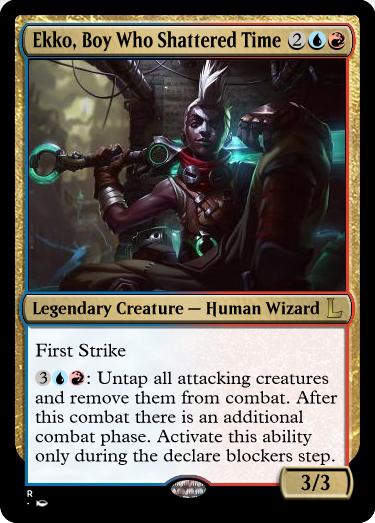 Ekko, Boy Who Shattered Time 2
Legendary Creature — Human Wizard L
First Strike
3: Untap all attacking creatures
and remove them from combat. After
this combat there is an additional
combat phase. Activate this ability
only during the declare blockers step.
3/3
R